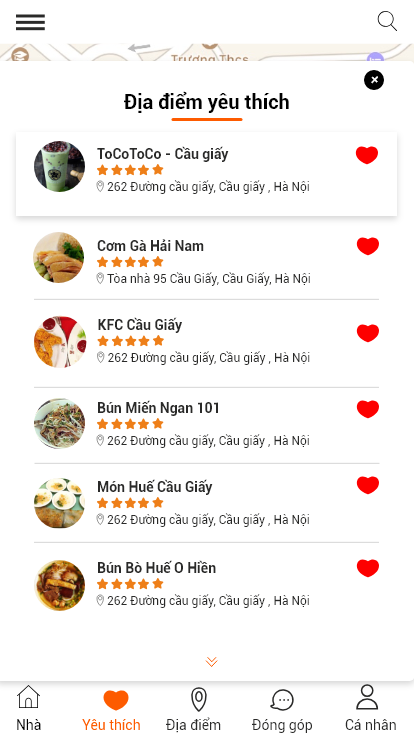 Trương Thcs
Địa điểm yêu thích
ToCoToCo - Cầu giấy
262 Đường cầu giấy, Cầu giấy , Hà Nội
Cơm Gà Hải Nam
Tòa nhà 95 Cầu Giấy, Cầu Giấy, Hà Nội
KFC Cầu Giấy
262 Đường cầu giấy, Cầu giấy , Hà Nội
Bún Miến Ngan 101
262 Đường cầu giấy, Cầu giấy , Hà Nội
Món Huế Cầu Giấy
262 Đường cầu giấy, Cầu giấy , Hà Nội
Bún Bò Huế O Hiền
262 Đường cầu giấy, Cầu giấy , Hà Nội
Nhà Yêu thích Địa điểm Đóng góp Cá nhân